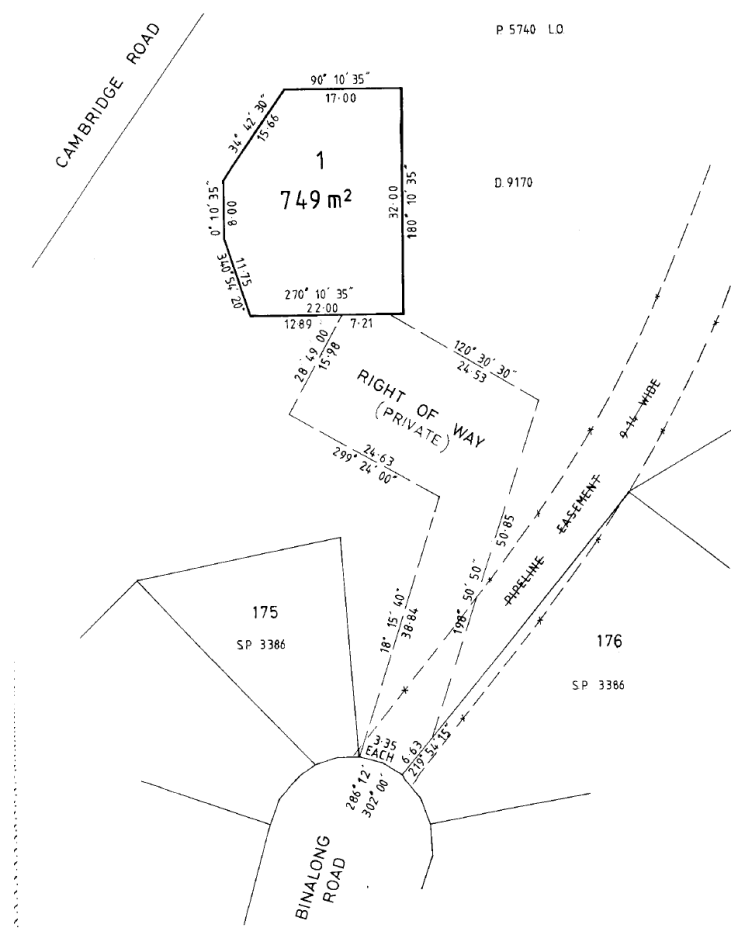 P 5740 L.O
CAMBRIDGE ROAD
90° 10' 35"
17·00
34° 42' 30"
15·66
1
749 m²
D.9170
0° 10' 35"
8·00
32·00
180° 10' 35"
340° 54' 20"
11·75
270° 10' 35"
22·00
12·89
7·21
28° 49' 00
15·98
120° 30' 30"
24·53
RIGHT OF WAY
(PRIVATE)
9·14 WIDE
24·63
299° 24' 00"
EASEMENT
PIPELINE
50·85
198° 50' 50"
18° 15' 40"
38·84
175
S.P. 3386
176
S.P. 3386
3·35
EACH
6·63
219° 54' 15"
286° 12'
302° 00'
BINALONG
ROAD